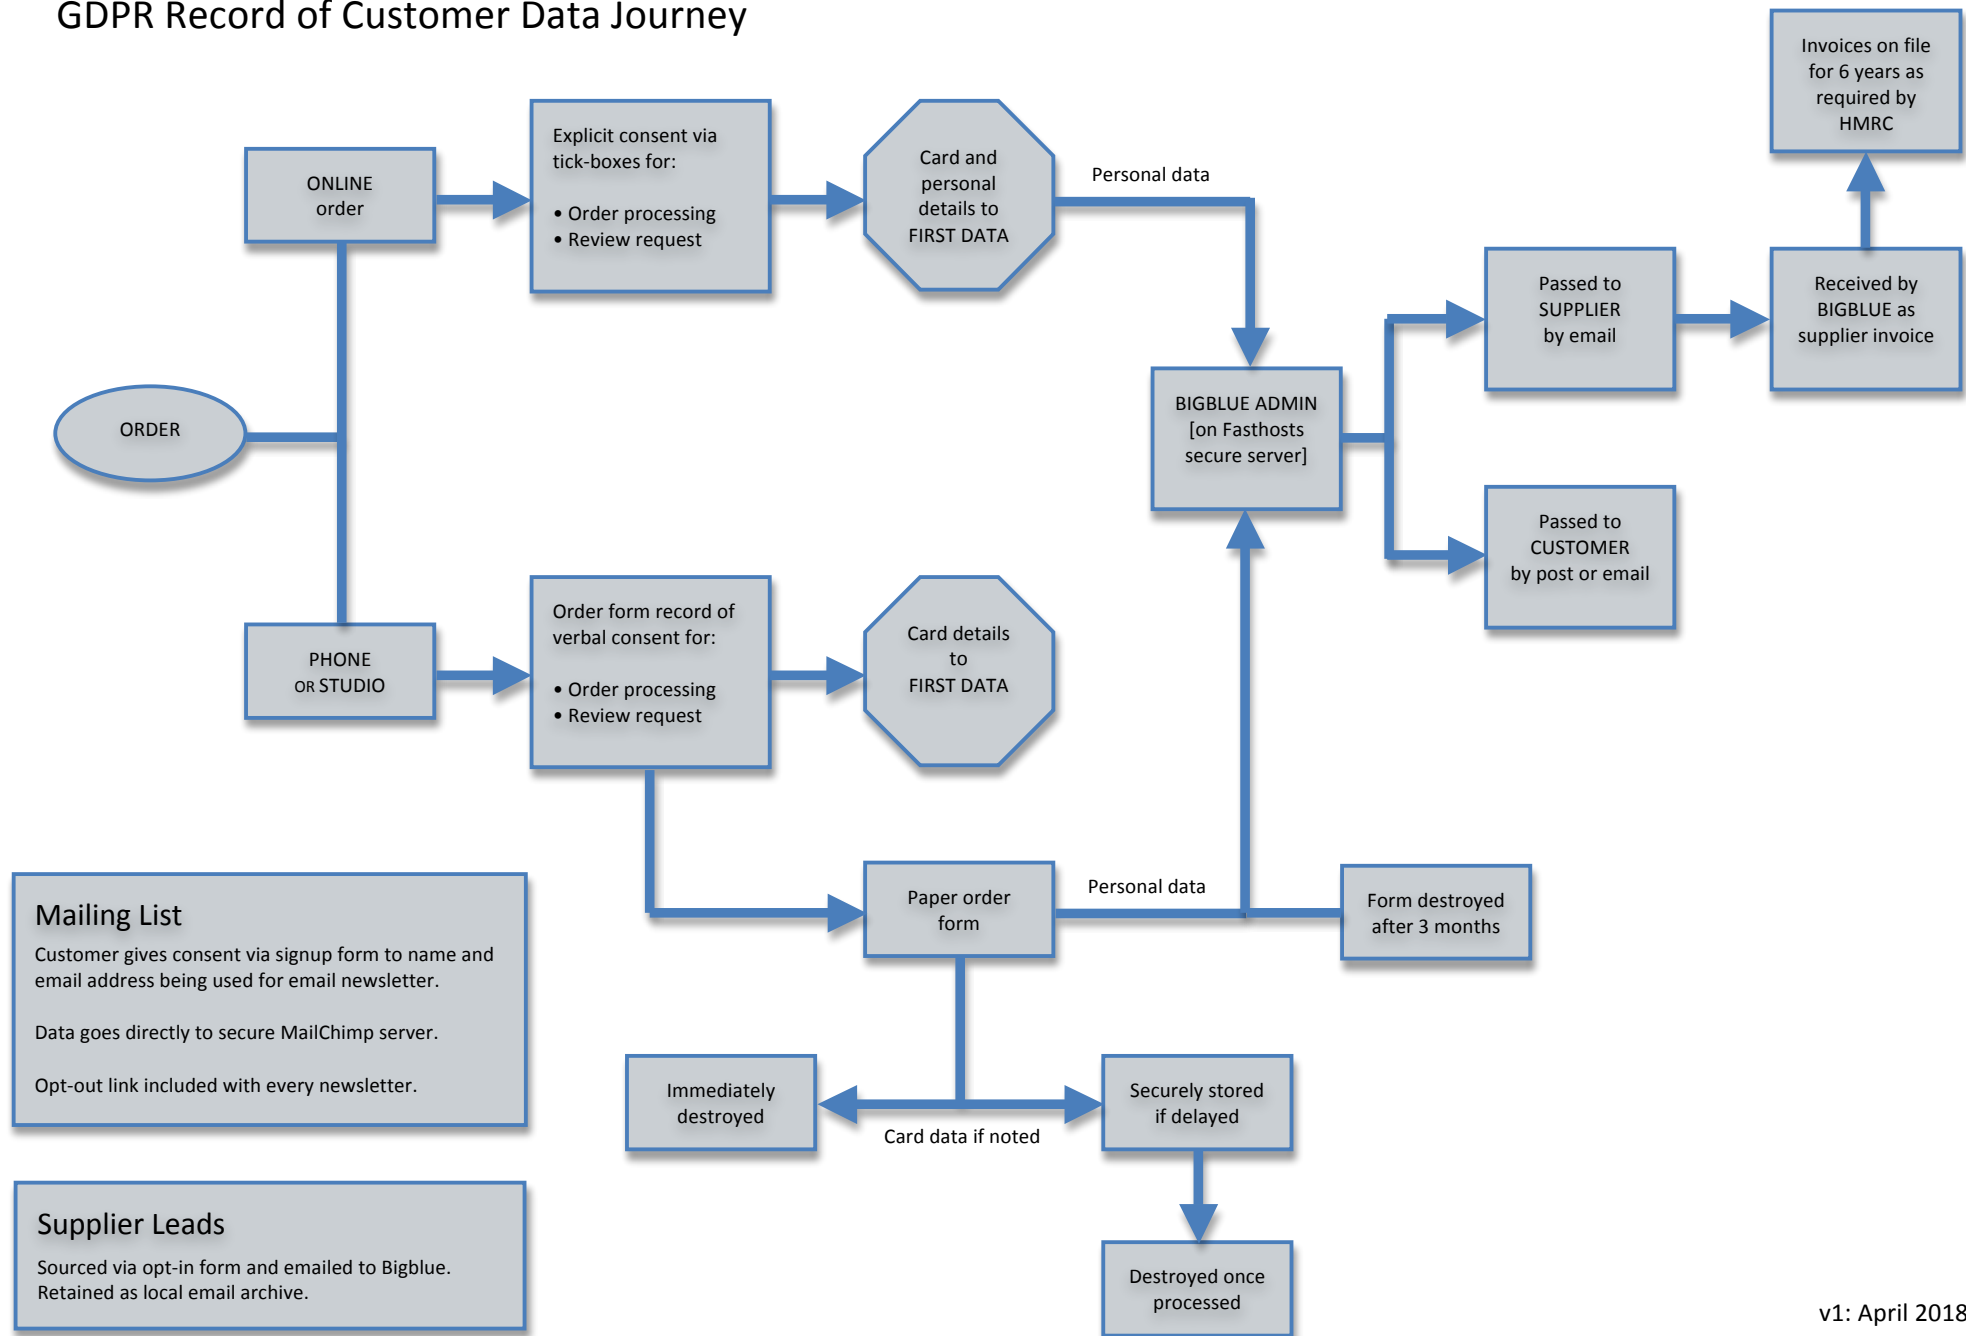 GDPR Record of Customer Data Journey
Invoices on file
for 6 years as
required by
HMRC
ONLINE
order
Explicit consent via
tick-boxes for:
• Order processing
• Review request
Card and
personal
details to
FIRST DATA
Personal data
Passed to
SUPPLIER
by email
Received by
BIGBLUE as
supplier invoice
ORDER
BIGBLUE ADMIN
[on Fasthosts
secure server]
Passed to
CUSTOMER
by post or email
PHONE
OR STUDIO
Order form record of
verbal consent for:
• Order processing
• Review request
Card details
to
FIRST DATA
Paper order
form
Personal data
Form destroyed
after 3 months
Mailing List
Customer gives consent via signup form to name and
email address being used for email newsletter.
Data goes directly to secure MailChimp server.
Opt-out link included with every newsletter.
Immediately
destroyed
Card data if noted
Securely stored
if delayed
Supplier Leads
Sourced via opt-in form and emailed to Bigblue.
Retained as local email archive.
Destroyed once
processed
v1: April 2018